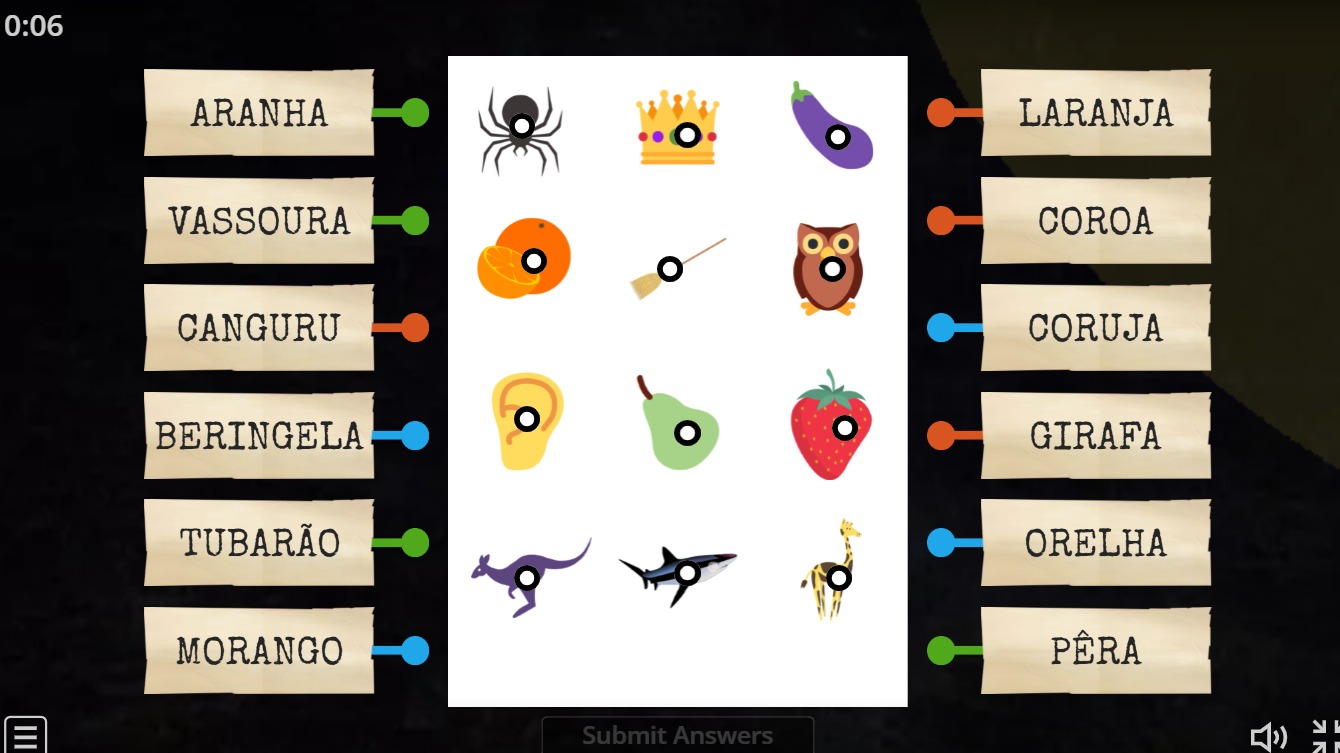 0:06
ARANHA
LARANJA
VASSOURA
COROA
CANGURU
CORUJA
BERINGELA
GIRAFA
TUBARÃO
ORELHA
MORANGO
PÊRA
Submit Answers